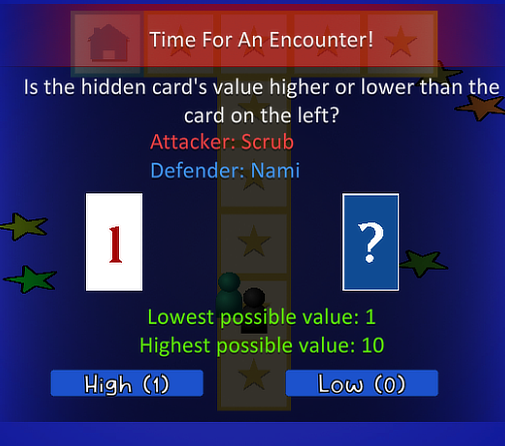 Time For An Encounter!
Is the hidden card's value higher or lower than the
card on the left?
Attacker: Scrub
Defender: Nami
1 ?
Lowest possible value: 1
Highest possible value: 10
High (1) Low (0)